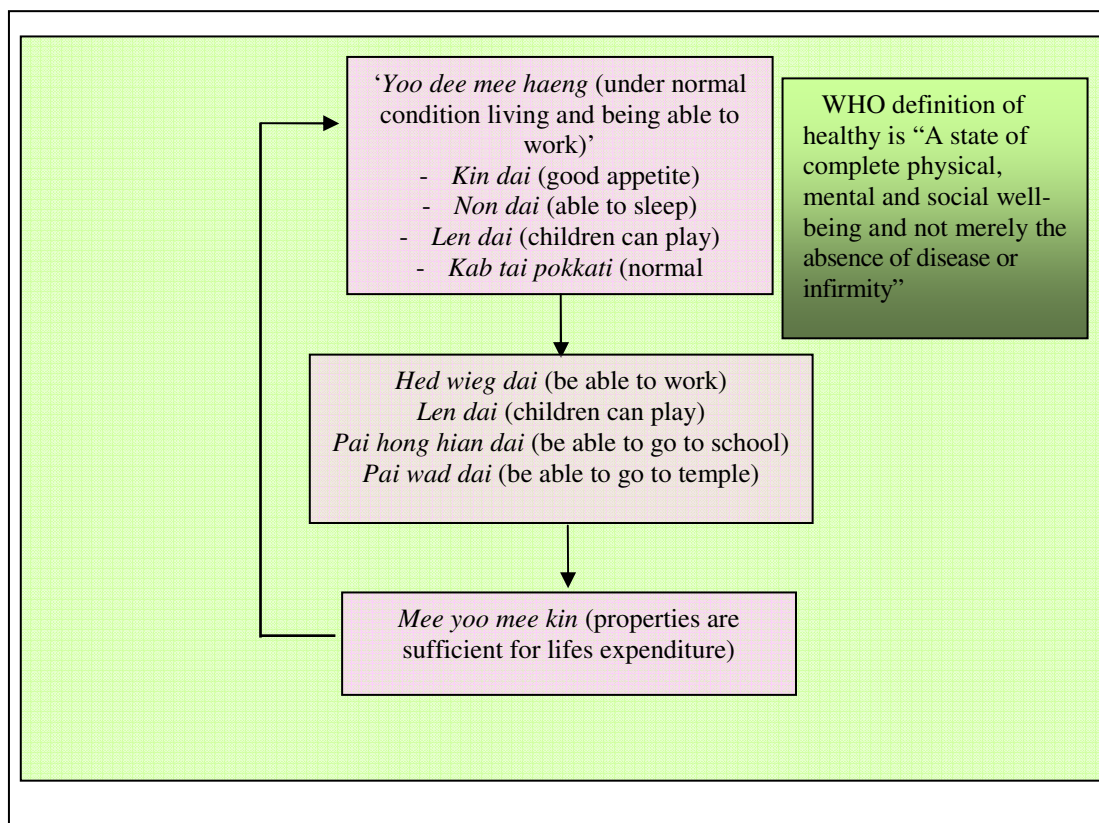 ‘Yoo dee mee haeng (under normal
condition living and being able to
work)’
- Kin dai (good appetite)
- Non dai (able to sleep)
- Len dai (children can play)
- Kab tai pokkati (normal
WHO definition of
healthy is “A state of
complete physical,
mental and social well-
being and not merely the
absence of disease or
infirmity”
Hed wieg dai (be able to work)
Len dai (children can play)
Pai hong hian dai (be able to go to school)
Pai wad dai (be able to go to temple)
Mee yoo mee kin (properties are
sufficient for lifes expenditure)